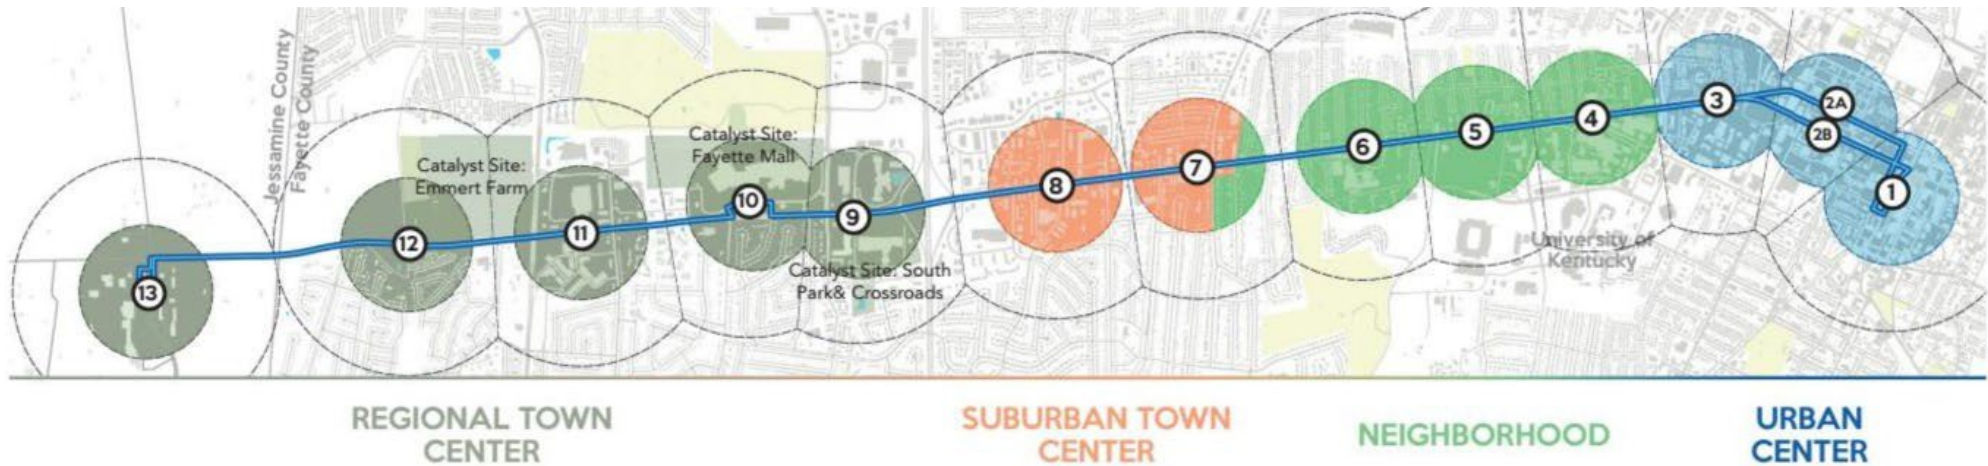 Jessamine County
Fayette County
Catalyst Site:
Emmert Farm
Catalyst Site:
Fayette Mall
Catalyst Site: South
Park& Crossroads
University of
Kentucky
13
12
11
10
9
8
7
6
5
4
3
2A
2B
1
REGIONAL TOWN
CENTER
SUBURBAN TOWN
CENTER
NEIGHBORHOOD
URBAN
CENTER